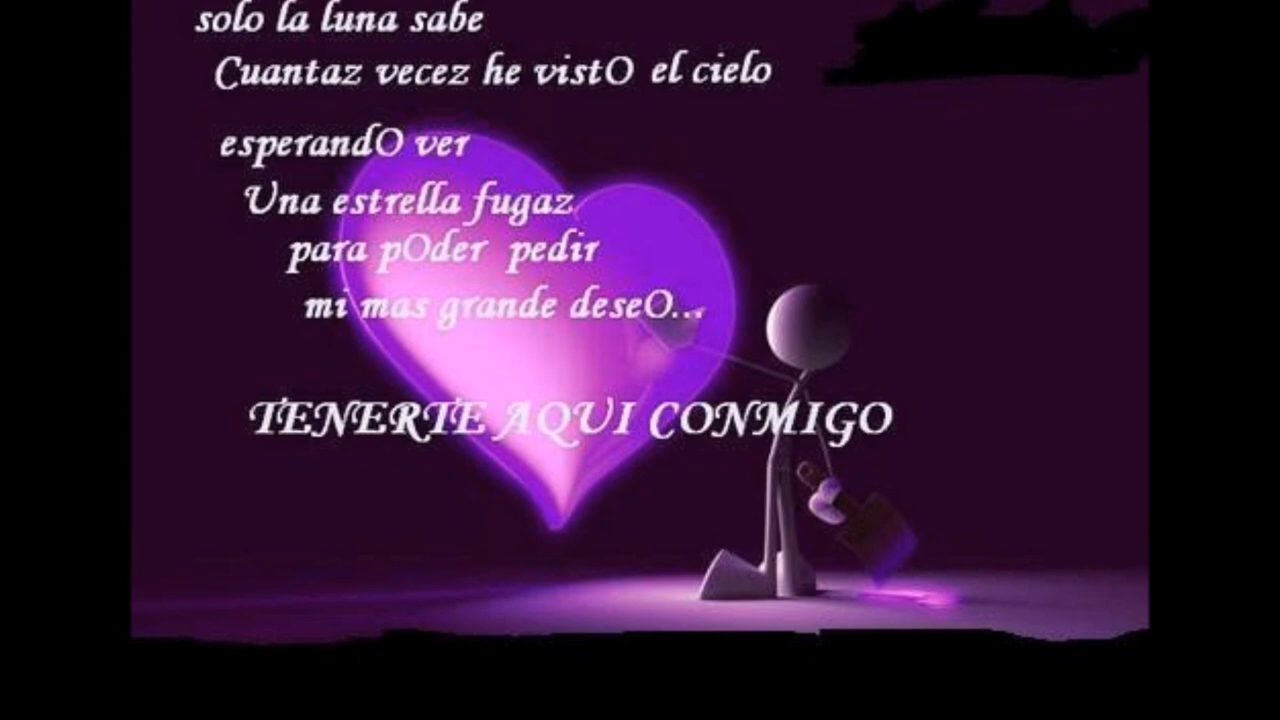 solo la luna sabe
Cuantaz vecez he vistO el cielo
esperandO ver
Una estrella fugaz
para pOder pedir
mi mas grande deseO...
TENERTE AQUI CONMIGO